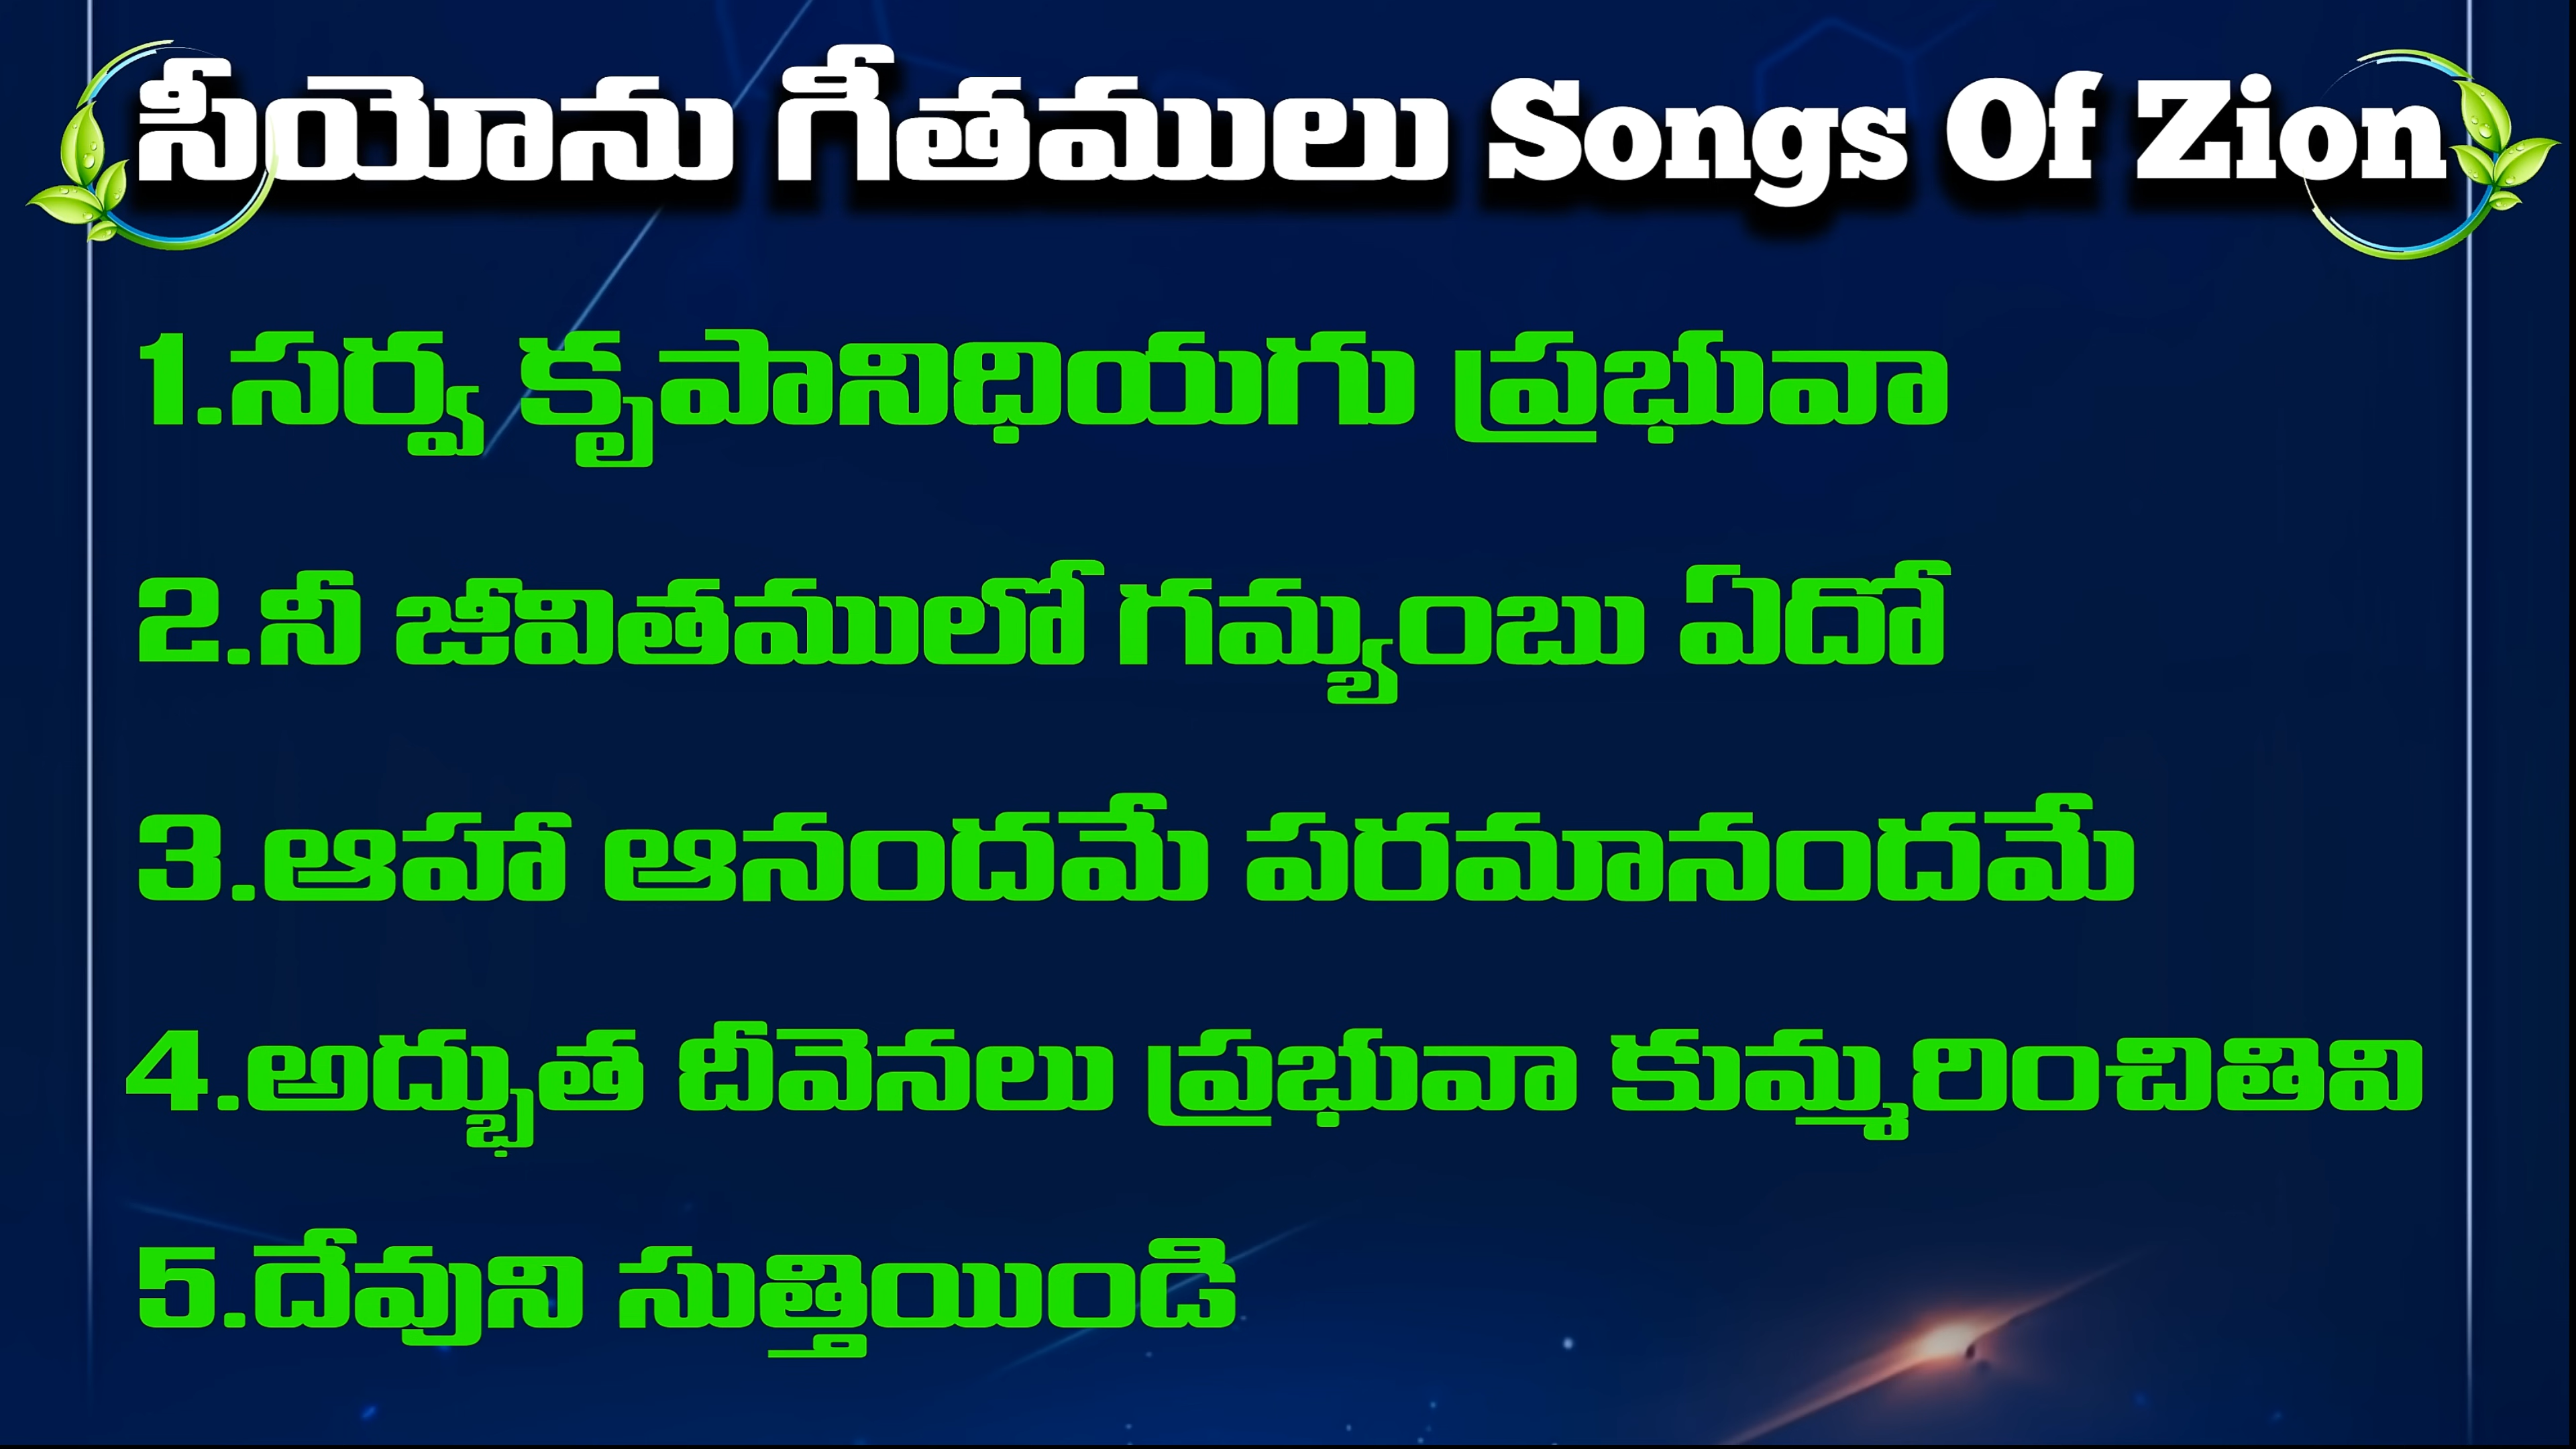 సీయోను గీతములు Songs Of Zion
1.సర్వ కృపానిధియగు ప్రభువా
2.నీ జీవితములో గమ్యంబు ఏదో
3.ఆహా ఆనందమే పరమానందమే
4.అద్భుత దీవెనలు ప్రభువా కుమ్మరించితివి
5.దేవుని సుత్తియిండి